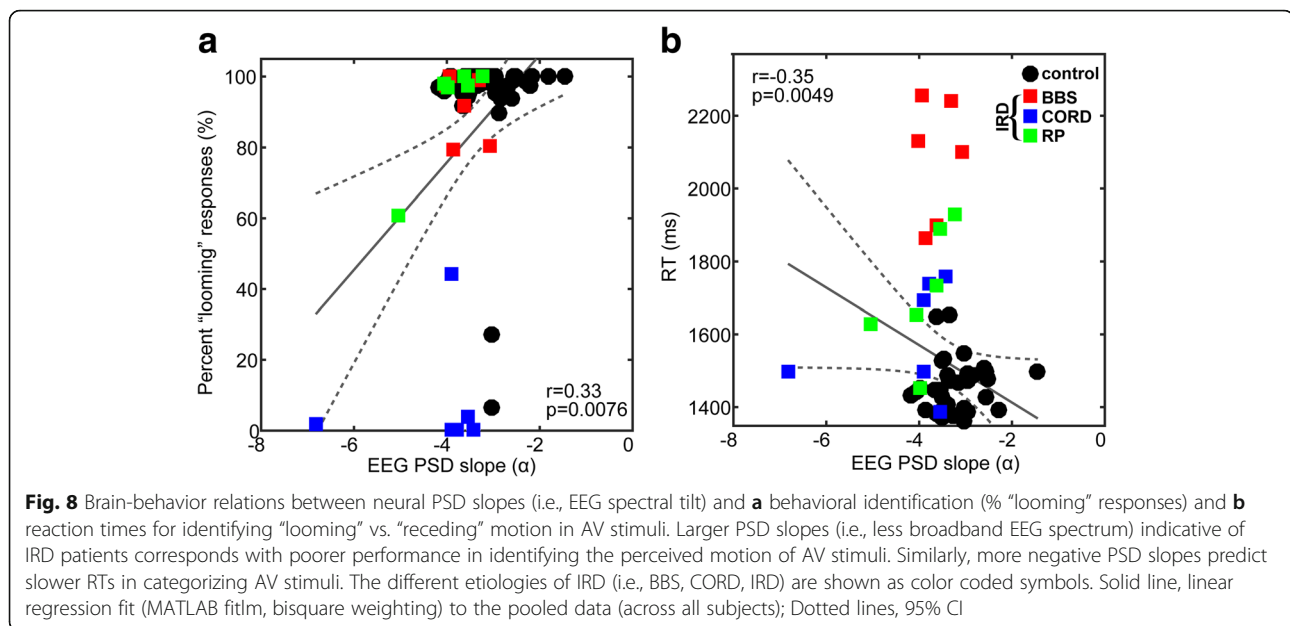 a
Percent “looming” responses (%)
100
80
60
40
20
0
r=0.33
p=0.0076
-8 -6 -4 -2 0
EEG PSD slope (α)
b
r=-0.35
p=0.0049
control
IRD
BBS
CORD
RP
RT (ms)
2200
2000
1800
1600
1400
-8 -6 -4 -2 0
EEG PSD slope (α)
Fig. 8 Brain-behavior relations between neural PSD slopes (i.e., EEG spectral tilt) and a behavioral identification (% “looming” responses) and b
reaction times for identifying “looming” vs. “receding” motion in AV stimuli. Larger PSD slopes (i.e., less broadband EEG spectrum) indicative of
IRD patients corresponds with poorer performance in identifying the perceived motion of AV stimuli. Similarly, more negative PSD slopes predict
slower RTs in categorizing AV stimuli. The different etiologies of IRD (i.e., BBS, CORD, IRD) are shown as color coded symbols. Solid line, linear
regression fit (MATLAB fitlm, bisquare weighting) to the pooled data (across all subjects); Dotted lines, 95% CI